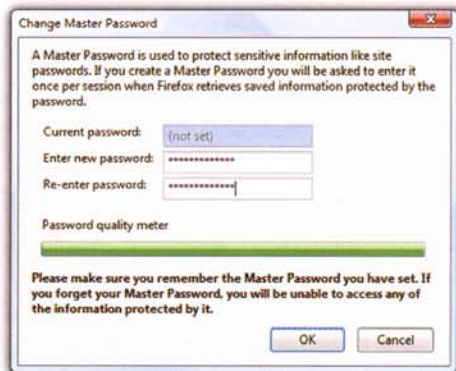 Change Master Password
A Master Password is used to protect sensitive information like site
passwords. If you create a Master Password you will be asked to enter it
once per session when Firefox retrieves saved information protected by the
password.
Current password: (not set)
Enter new password: *************
Re-enter password: *************
Password quality meter
Please make sure you remember the Master Password you have set. If
you forget your Master Password, you will be unable to access any of
the information protected by it.
OK Cancel